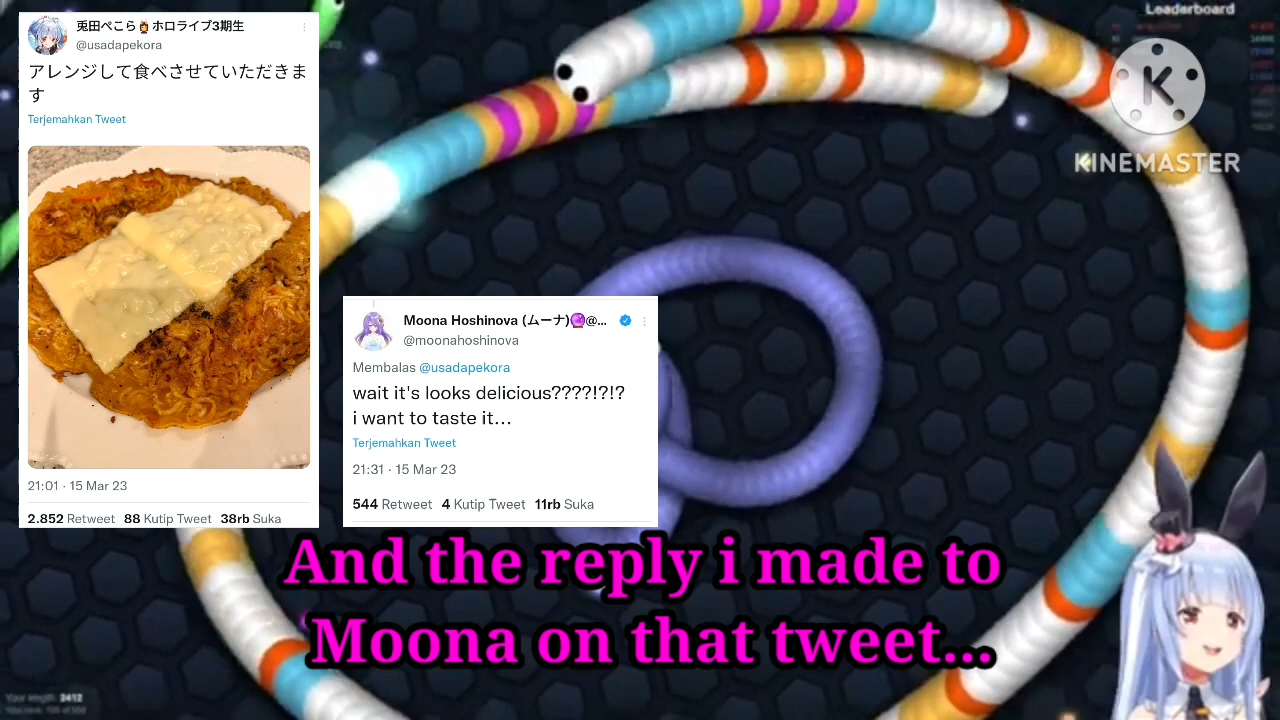 兎田ぺこら👯‍♀️ホロライブ3期生
@usadapekora
アレンジして食べさせていただきま
す
Terjemahkan Tweet
21:01 · 15 Mar 23
2.852 Retweet 88 Kutip Tweet 38rb Suka
Moona Hoshinova (ムーナ)🔮@...
@moonahoshinova
Membalas @usadapekora
wait it's looks delicious????!?!?
i want to taste it...
Terjemahkan Tweet
21:31 · 15 Mar 23
544 Retweet 4 Kutip Tweet 11rb Suka
Leaderboard
K
KINEMASTER
And the reply i made to
Moona on that tweet...
Your length: 2412